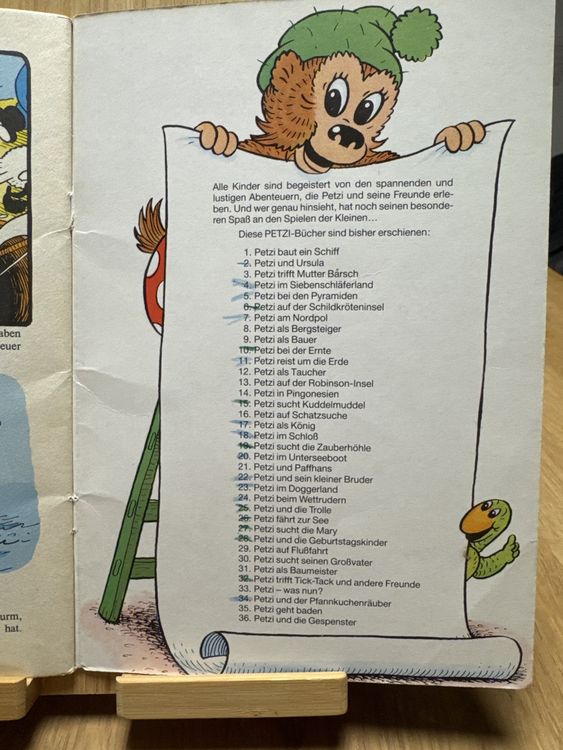 aben
euer
urm,
hat.
Alle Kinder sind begeistert von den spannenden und
lustigen Abenteuern, die Petzi und seine Freunde erle-
ben. Und wer genau hinsieht, hat noch seinen besonde-
ren Spaß an den Spielen der Kleinen...
Diese PETZI-Bücher sind bisher erschienen:
1. Petzi baut ein Schiff
2. Petzi und Ursula
3. Petzi trifft Mutter Barsch
4. Petzi im Siebenschläferland
5. Petzi bei den Pyramiden
6. Petzi auf der Schildkröteninsel
7. Petzi am Nordpol
8. Petzi als Bergsteiger
9. Petzi als Bauer
10. Petzi bei der Ernte
11. Petzi reist um die Erde
12. Petzi als Taucher
13. Petzi auf der Robinson-Insel
14. Petzi in Pingonesien
15. Petzi sucht Kuddelmuddel
16. Petzi auf Schatzsuche
17. Petzi als König
18. Petzi im Schloß
19. Petzi sucht die Zauberhöhle
20. Petzi im Unterseeboot
21. Petzi und Paffhans
22. Petzi und sein kleiner Bruder
23. Petzi im Doggerland
24. Petzi beim Wettrudern
25. Petzi und die Trolle
26. Petzi fährt zur See
27. Petzi sucht die Mary
28. Petzi und die Geburtstagskinder
29. Petzi auf Flußfahrt
30. Petzi sucht seinen Großvater
31. Petzi als Baumeister
32. Petzi trifft Tick-Tack und andere Freunde
33. Petzi – was nun?
34. Petzi und der Pfannkuchenräuber
35. Petzi geht baden
36. Petzi und die Gespenster